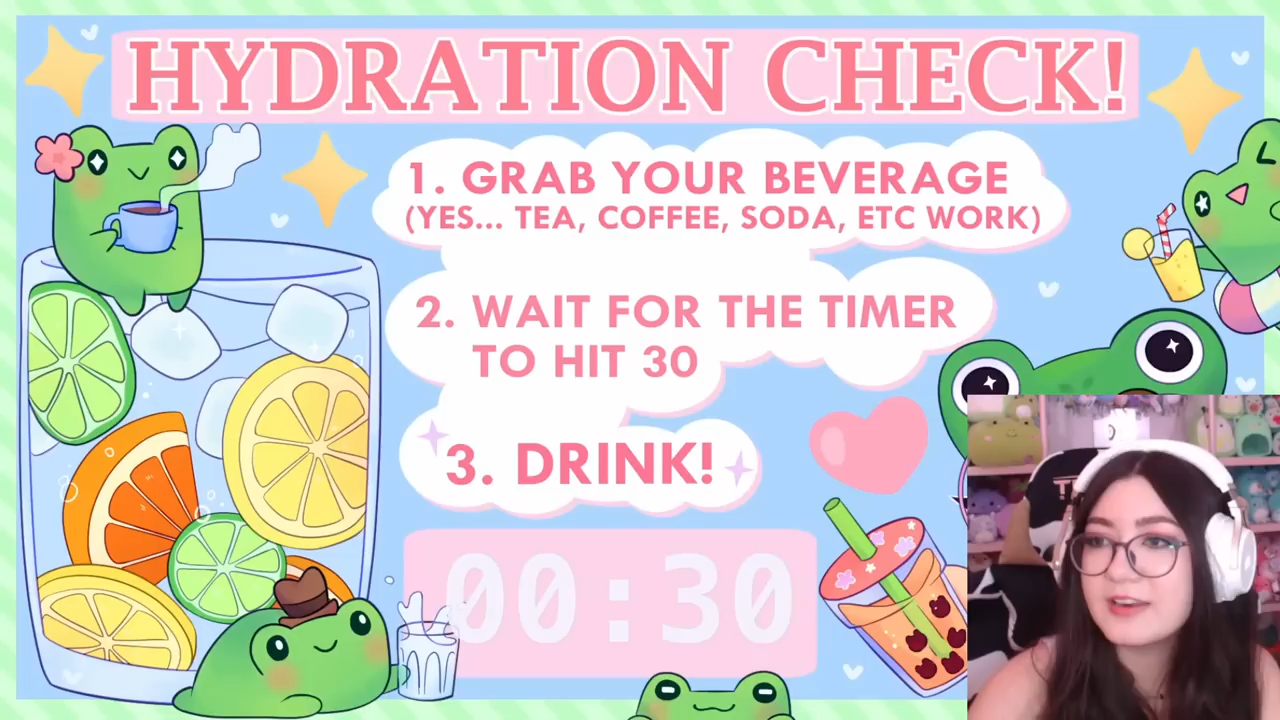 HYDRATION CHECK!
1. GRAB YOUR BEVERAGE
(YES... TEA, COFFEE, SODA, ETC WORK)
2. WAIT FOR THE TIMER
TO HIT 30
3. DRINK!
00:30